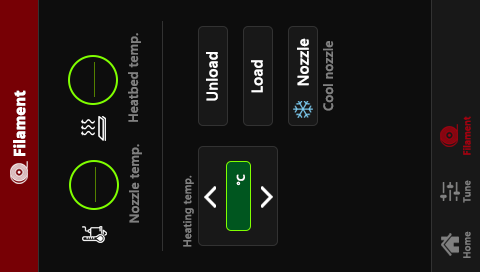 Filament
Nozzle temp.
Heatbed temp.
Heating temp.
°C
Unload
Load
Nozzle
Cool nozzle
Home
Tune
Filament